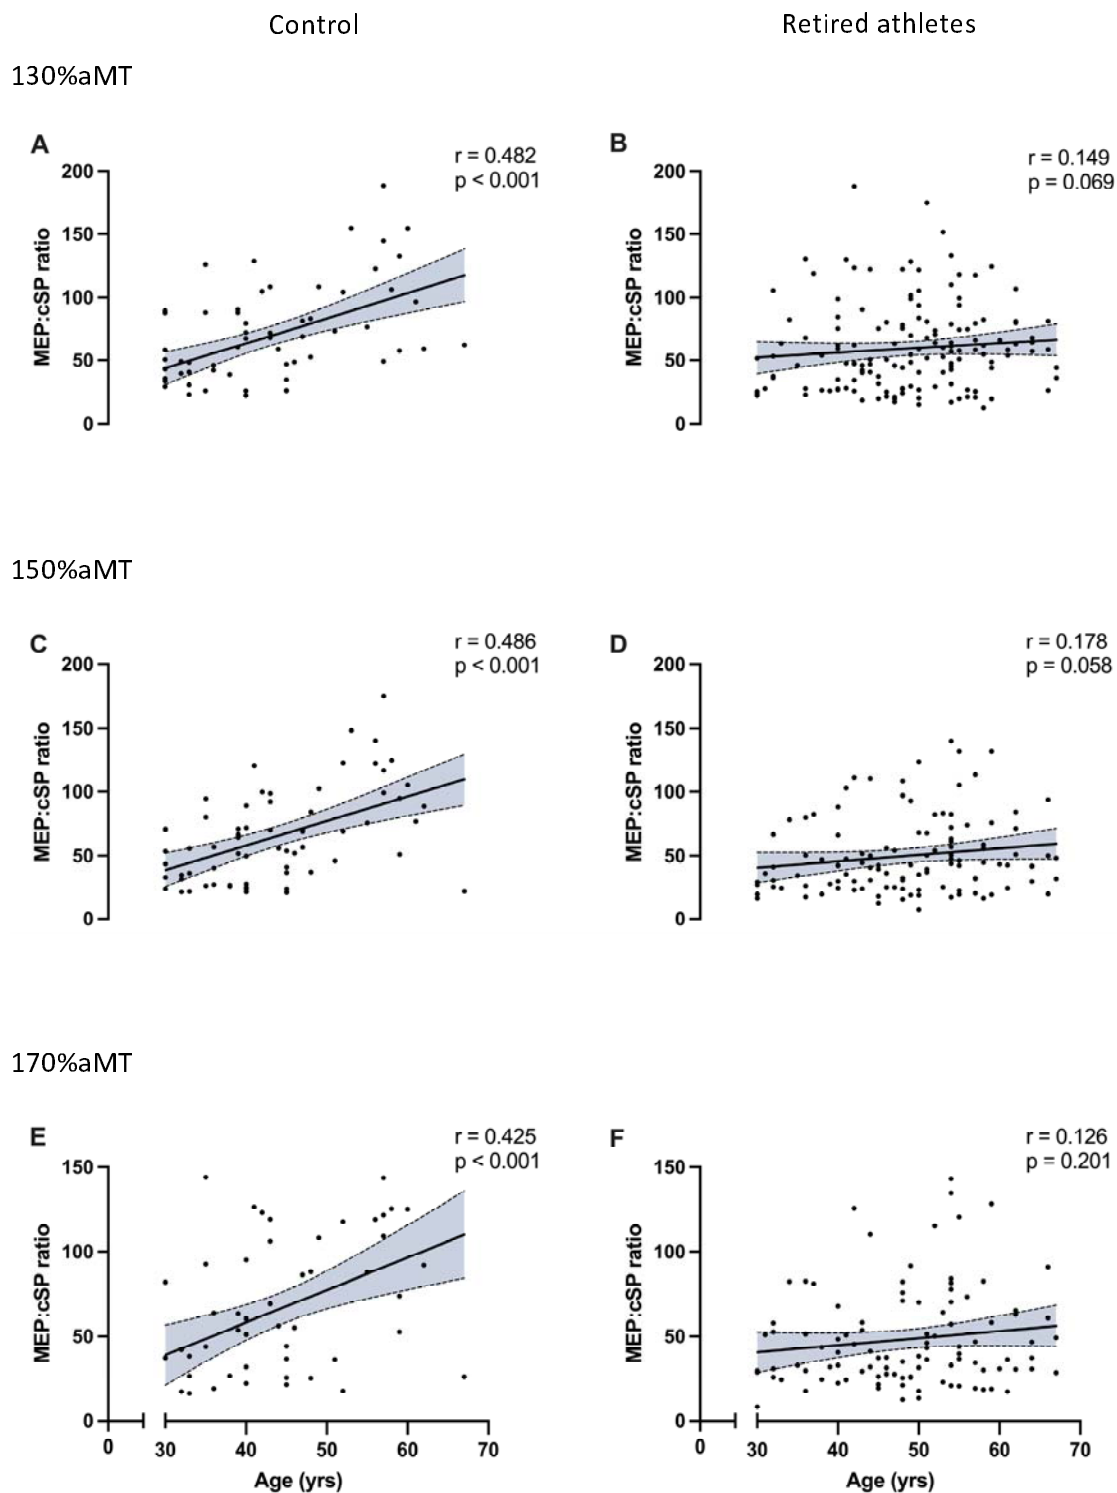 Control Retired athletes
130%aMT
A B
r = 0.482 r = 0.149
p < 0.001 p = 0.069
200 200
150 150
MEP:cSP ratio MEP:cSP ratio
100 100
50 50
0 0
150%aMT
C D
r = 0.486 r = 0.178
p < 0.001 p = 0.058
200 200
150 150
MEP:cSP ratio MEP:cSP ratio
100 100
50 50
0 0
170%aMT
E F
r = 0.425 r = 0.126
p < 0.001 p = 0.201
150 150
MEP:cSP ratio MEP:cSP ratio
100 100
50 50
0 0
0 30 40 50 60 70 0 30 40 50 60 70
Age (yrs) Age (yrs)